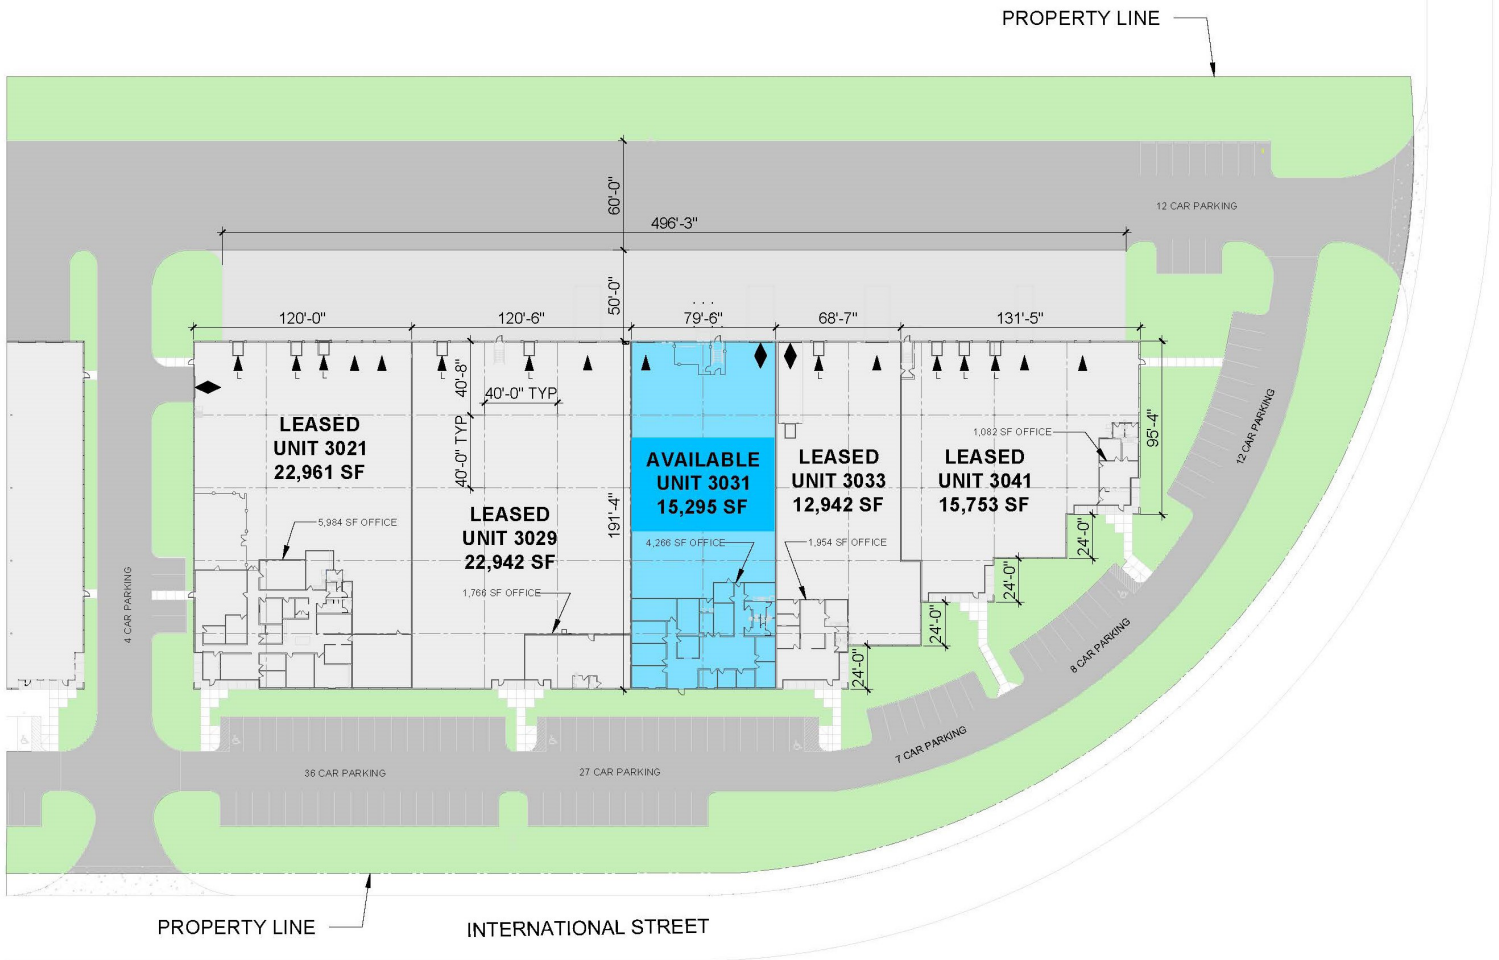 PROPERTY LINE
12 CAR PARKING
60'-0"
496'-3"
50'-0"
120'-0"
120'-6"
79'-6"
68'-7"
131'-5"
L
L
L
L
L
L
L
L
40'-8"
40'-0" TYP
40'-0" TYP
LEASED
UNIT 3021
22,961 SF
5,984 SF OFFICE
LEASED
UNIT 3029
22,942 SF
1,766 SF OFFICE
191'-4"
AVAILABLE
UNIT 3031
15,295 SF
4,266 SF OFFICE
LEASED
UNIT 3033
12,942 SF
1,954 SF OFFICE
LEASED
UNIT 3041
15,753 SF
1,082 SF OFFICE
95'-4"
12 CAR PARKING
24'-0"
24'-0"
24'-0"
24'-0"
4 CAR PARKING
8 CAR PARKING
7 CAR PARKING
36 CAR PARKING
27 CAR PARKING
PROPERTY LINE
INTERNATIONAL STREET